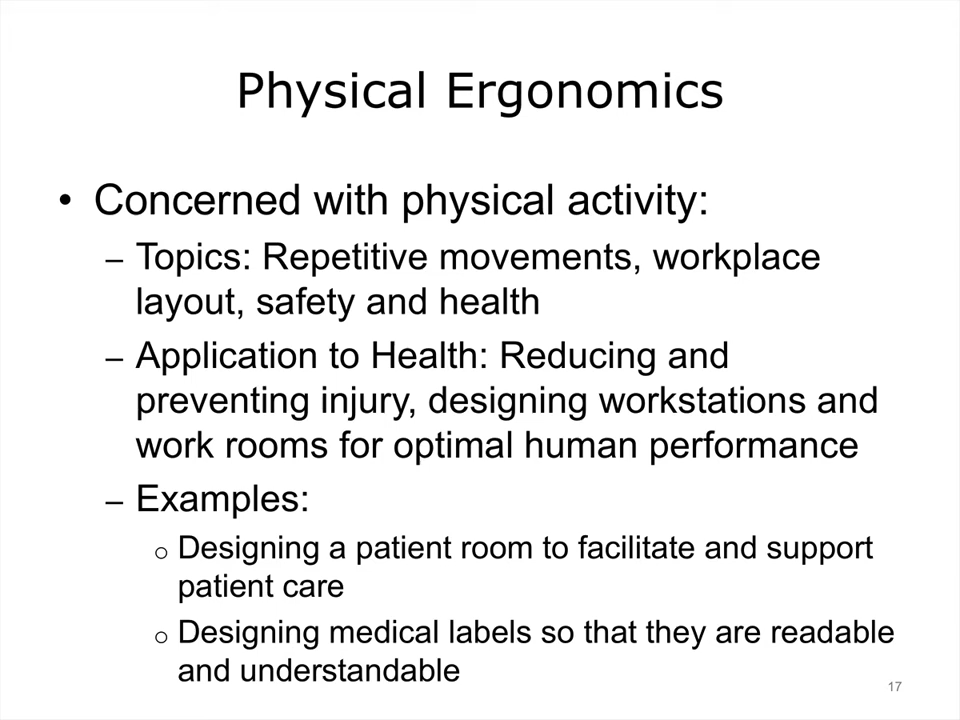 Physical Ergonomics
• Concerned with physical activity:
– Topics: Repetitive movements, workplace
layout, safety and health
– Application to Health: Reducing and
preventing injury, designing workstations and
work rooms for optimal human performance
– Examples:
o Designing a patient room to facilitate and support
patient care
o Designing medical labels so that they are readable
and understandable
17